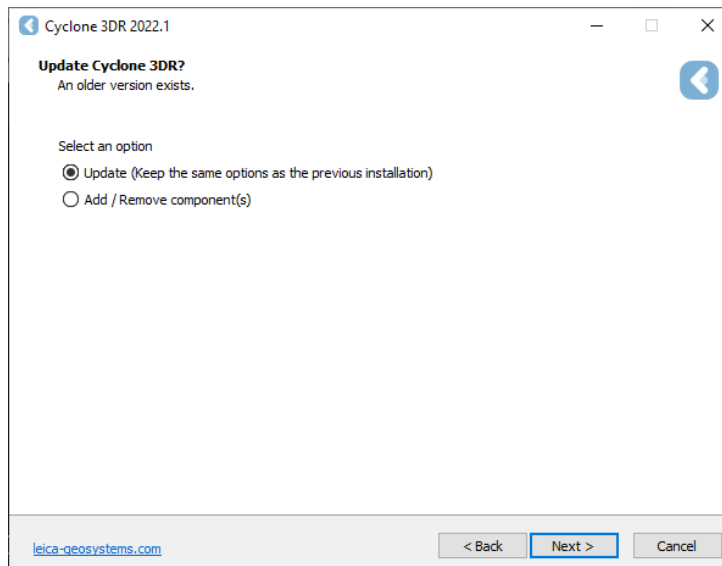 Cyclone 3DR 2022.1
Update Cyclone 3DR?
An older version exists.
Select an option
Update (Keep the same options as the previous installation)
Add / Remove component(s)
leica-geosystems.com
< Back
Next >
Cancel